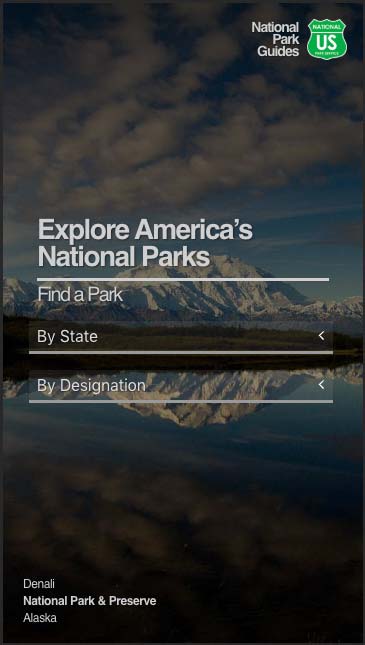 National
Park
Guides
NATIONAL
US
PARK SERVICE
Explore America's
National Parks
Find a Park
By State
By Designation
Denali
National Park & Preserve
Alaska